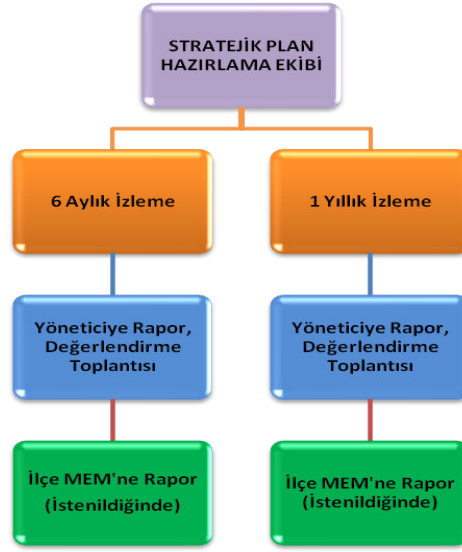 STRATEJİK PLAN
HAZIRLAMA EKİBİ
6 Aylık İzleme
1 Yıllık İzleme
Yöneticiye Rapor,
Değerlendirme
Toplantısı
Yöneticiye Rapor,
Değerlendirme
Toplantısı
İlçe MEM'ne Rapor
(İstenildiğinde)
İlçe MEM'ne Rapor
(İstenildiğinde)